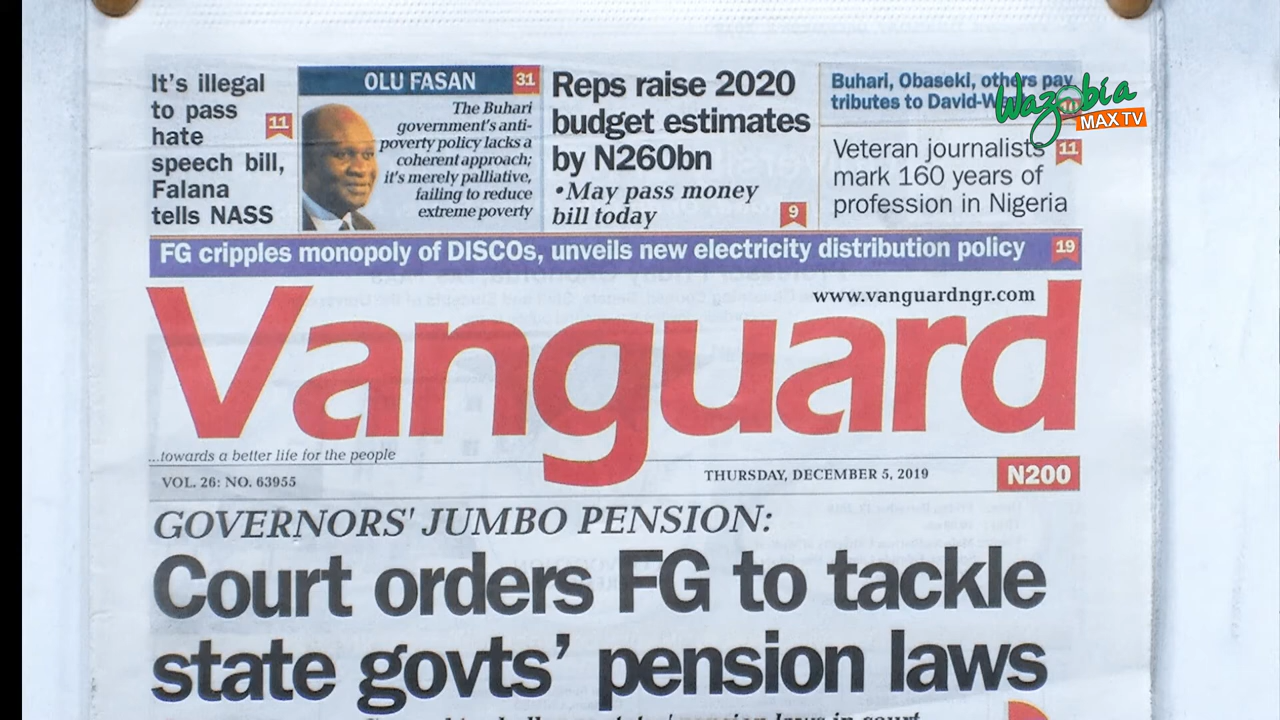 It's illegal
to pass
hate
speech bill,
Falana
tells NASS
11
OLU FASAN
31
The Buhari
government's anti-
poverty policy lacks a
coherent approach;
it's merely palliative,
failing to reduce
extreme poverty
Reps raise 2020
budget estimates
by N260bn
•May pass money
bill today
9
Buhari, Obaseki, others pay
tributes to David-W
Wazobia
MAX TV
Veteran journalists
mark 160 years of
profession in Nigeria
11
FG cripples monopoly of DISCOs, unveils new electricity distribution policy
19
www.vanguardngr.com
Vanguard
...towards a better life for the people
VOL. 26: NO. 63955
THURSDAY, DECEMBER 5, 2019
N200
GOVERNORS' JUMBO PENSION:
Court orders FG to tackle
state govts' pension laws